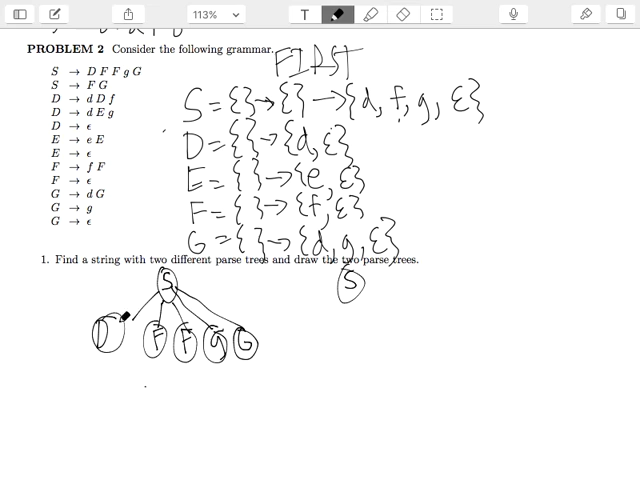 113%
T
PROBLEM 2 Consider the following grammar.
FIRST
S → D F F g G
S → F G
D → d D f
D → d E g
D → ϵ
E → e E
E → ϵ
F → f F
F → ϵ
G → d G
G → g
G → ϵ
S = { } → { } → {d, f, g, ε}
D = { } → {d, ε}
E = { } → {e, ε}
F = { } → {f, ε}
G = { } → {d, g, ε}
1. Find a string with two different parse trees and draw the two parse trees.
S
S
D F F g G